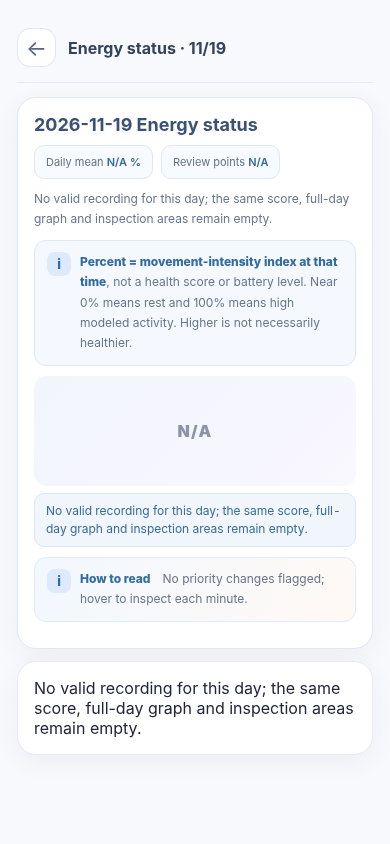 Energy status · 11/19
2026-11-19 Energy status
Daily mean N/A %
Review points N/A
No valid recording for this day; the same score, full-day
graph and inspection areas remain empty.
i
Percent = movement-intensity index at that
time, not a health score or battery level. Near
0% means rest and 100% means high
modeled activity. Higher is not necessarily
healthier.
N/A
No valid recording for this day; the same score, full-
day graph and inspection areas remain empty.
i
How to read No priority changes flagged;
hover to inspect each minute.
No valid recording for this day; the same
score, full-day graph and inspection areas
remain empty.